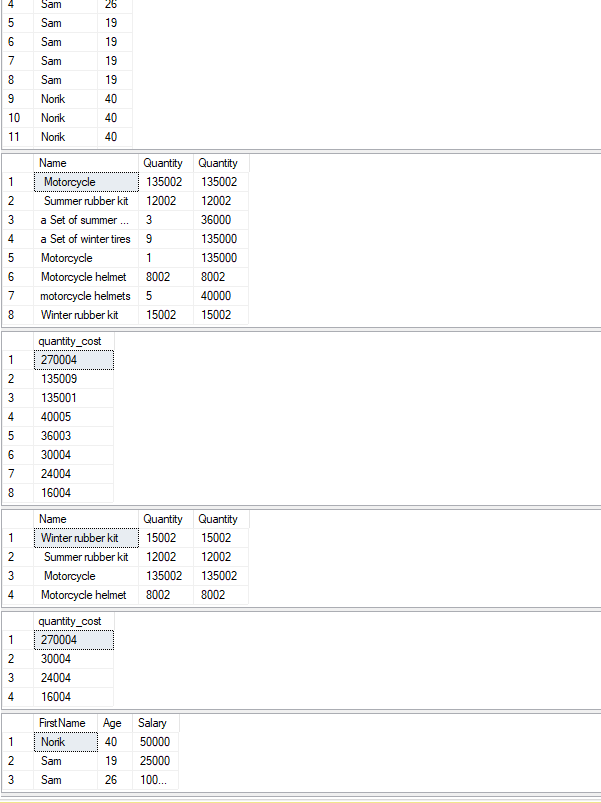 4 Sam 26
5 Sam 19
6 Sam 19
7 Sam 19
8 Sam 19
9 Norik 40
10 Norik 40
11 Norik 40
Name Quantity Quantity
1 Motorcycle 135002 135002
2 Summer rubber kit 12002 12002
3 a Set of summer ... 3 36000
4 a Set of winter tires 9 135000
5 Motorcycle 1 135000
6 Motorcycle helmet 8002 8002
7 motorcycle helmets 5 40000
8 Winter rubber kit 15002 15002
quantity_cost
1 270004
2 135009
3 135001
4 40005
5 36003
6 30004
7 24004
8 16004
Name Quantity Quantity
1 Winter rubber kit 15002 15002
2 Summer rubber kit 12002 12002
3 Motorcycle 135002 135002
4 Motorcycle helmet 8002 8002
quantity_cost
1 270004
2 30004
3 24004
4 16004
FirstName Age Salary
1 Norik 40 50000
2 Sam 19 25000
3 Sam 26 100...